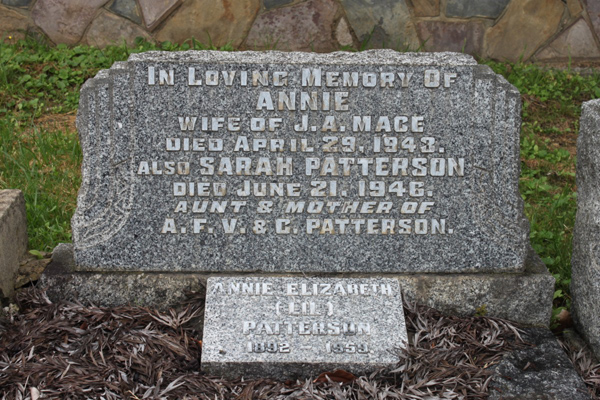 IN LOVING MEMORY OF
ANNIE
WIFE OF J.A. MACE
DIED APRIL 29, 1943.
ALSO SARAH PATTERSON
DIED JUNE 21, 1946.
AUNT & MOTHER OF
A. F. V. & C. PATTERSON.
ANNIE ELIZABETH
(LOL)
PATTERSON
1892 1959